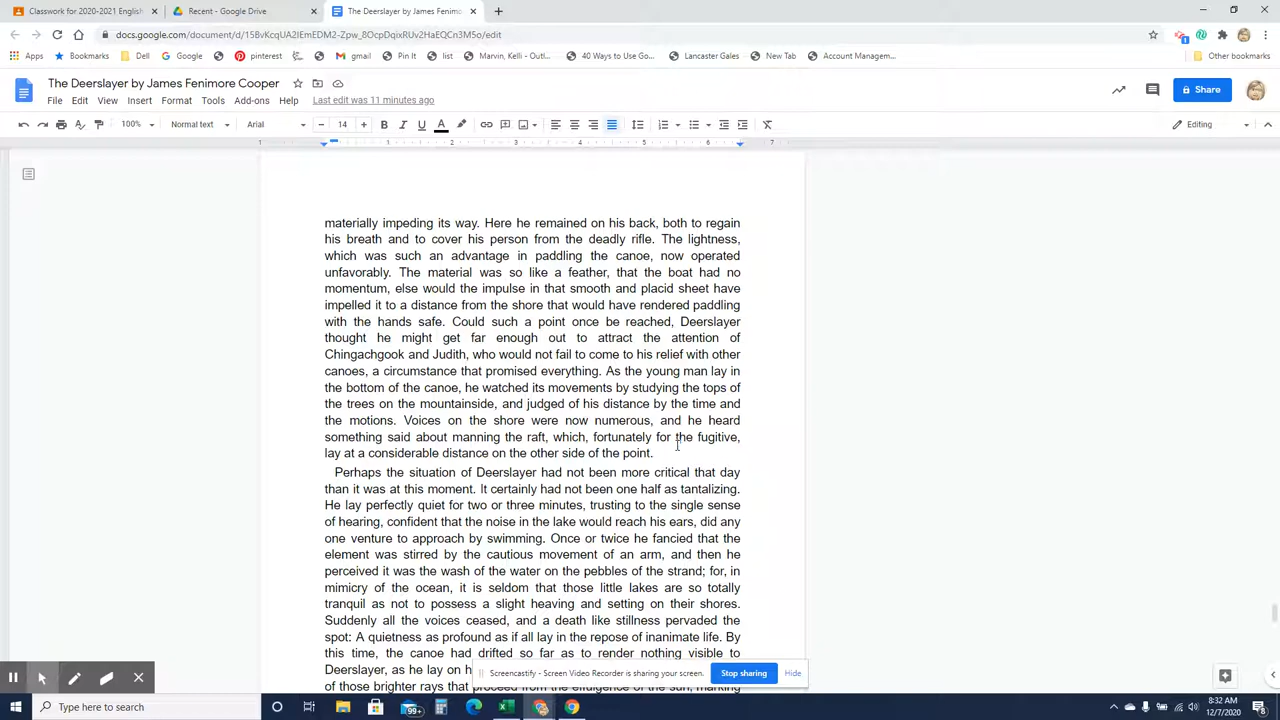 Classwork for 2020-2021 English
Recent - Google Drive
The Deerslayer by James Fenimo
docs.google.com/document/d/
Apps
Bookmarks
Dell
Google
pinterest
gmail
Pin It
list
Marvin, Kelli - Outl...
40 Ways to Use Go...
Lancaster Gales
New Tab
Account Managem...
Other bookmarks
The Deerslayer by James Fenimore Cooper
Share
File Edit View Insert Format Tools Add-ons Help Last edit was 11 minutes ago
100% Normal text Arial 14 B I U A Editing
1 1 2 3 4 5 6 7
materially impeding its way. Here he remained on his back, both to regain
his breath and to cover his person from the deadly rifle. The lightness,
which was such an advantage in paddling the canoe, now operated
unfavorably. The material was so like a feather, that the boat had no
momentum, else would the impulse in that smooth and placid sheet have
impelled it to a distance from the shore that would have rendered paddling
with the hands safe. Could such a point once be reached, Deerslayer
thought he might get far enough out to attract the attention of
Chingachgook and Judith, who would not fail to come to his relief with other
canoes, a circumstance that promised everything. As the young man lay in
the bottom of the canoe, he watched its movements by studying the tops of
the trees on the mountainside, and judged of his distance by the time and
the motions. Voices on the shore were now numerous, and he heard
something said about manning the raft, which, fortunately for the fugitive,
lay at a considerable distance on the other side of the point.
Perhaps the situation of Deerslayer had not been more critical that day
than it was at this moment. It certainly had not been one half as tantalizing.
He lay perfectly quiet for two or three minutes, trusting to the single sense
of hearing, confident that the noise in the lake would reach his ears, did any
one venture to approach by swimming. Once or twice he fancied that the
element was stirred by the cautious movement of an arm, and then he
perceived it was the wash of the water on the pebbles of the strand; for, in
mimicry of the ocean, it is seldom that those little lakes are so totally
tranquil as not to possess a slight heaving and setting on their shores.
Suddenly all the voices ceased, and a death like stillness pervaded the
spot: A quietness as profound as if all lay in the repose of inanimate life. By
this time, the canoe had drifted so far as to render nothing visible to
Deerslayer, as he lay on h
of those brighter rays that proceed from the effulgence of the sun, marking
Screencastify - Screen Video Recorder is sharing your screen.
Stop sharing
Hide
Type here to search
99+
8:32 AM
12/7/2020